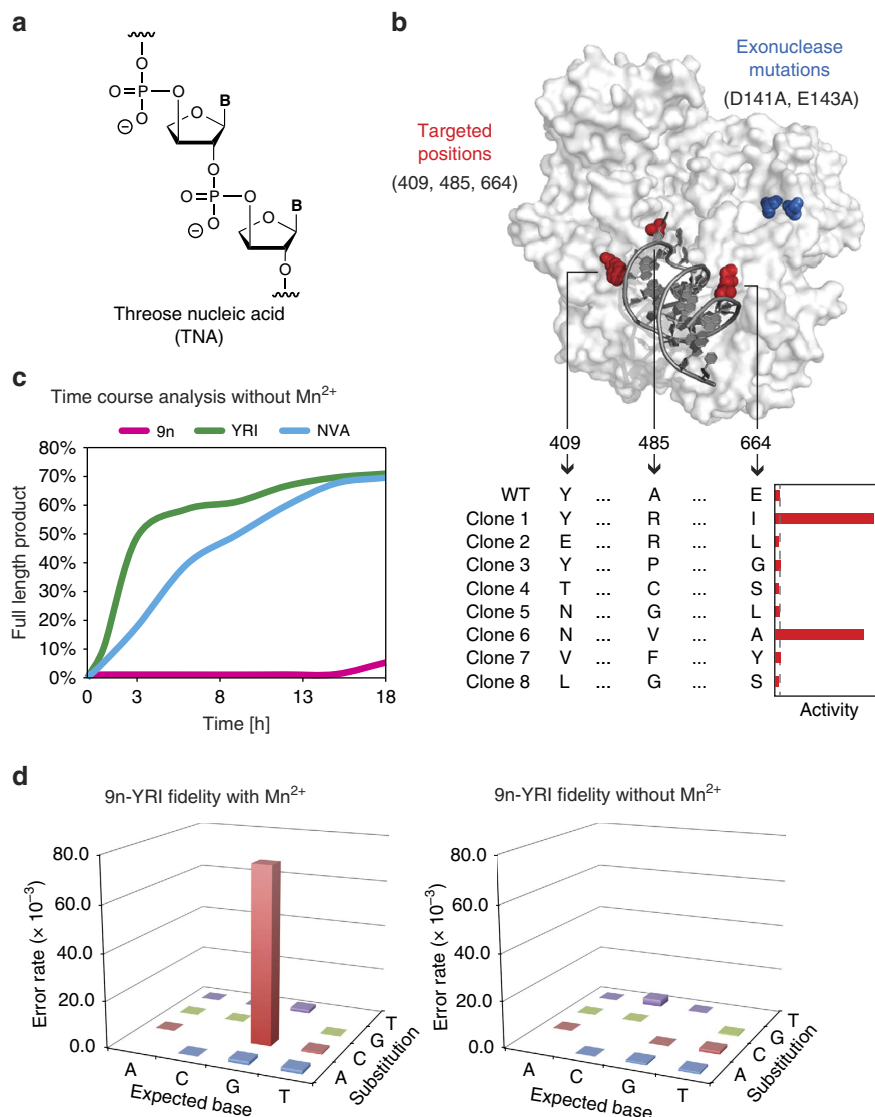 a
O
O=P
O
⊖
O
B
O
O
O=P
O
O
B
⊖
O
Threose nucleic acid
(TNA)
b
Exonuclease
mutations
(D141A, E143A)
Targeted
positions
(409, 485, 664)
409 485 664
WT Y ... A ... E
Clone 1 Y ... R ... I
Clone 2 E ... R ... L
Clone 3 Y ... P ... G
Clone 4 T ... C ... S
Clone 5 N ... G ... L
Clone 6 N ... V ... A
Clone 7 V ... F ... Y
Clone 8 L ... G ... S
Activity
c
Time course analysis without Mn²⁺
9n YRI NVA
80%
70%
60%
50%
40%
30%
20%
10%
0%
Full length product
0 3 8 13 18
Time [h]
d
9n-YRI fidelity with Mn²⁺
80.0
60.0
40.0
20.0
0.0
Error rate (× 10⁻³)
A C G T
Expected base
A C G T
Substitution
9n-YRI fidelity without Mn²⁺
80.0
60.0
40.0
20.0
0.0
Error rate (× 10⁻³)
A C G T
Expected base
A C G T
Substitution